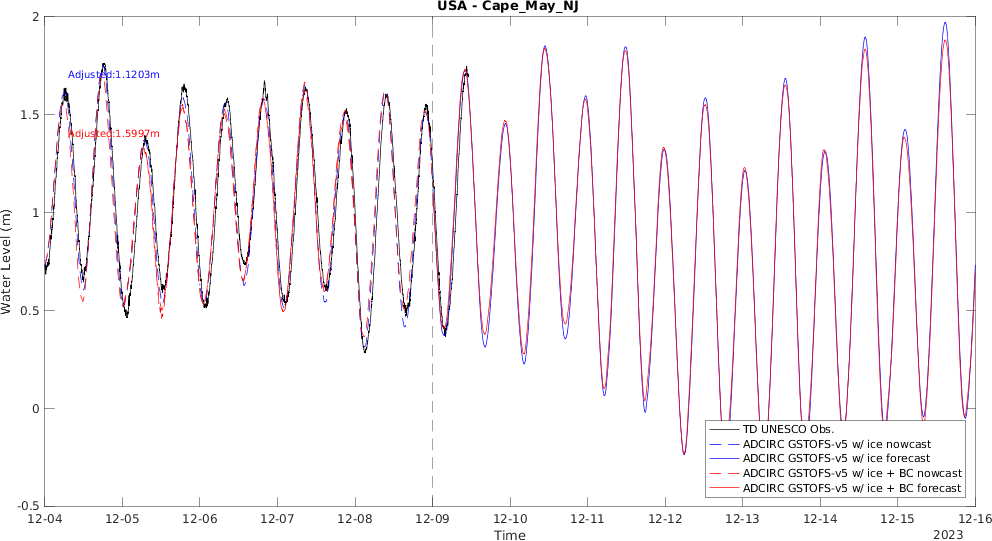 USA - Cape_May_NJ
2
1.5
1
0.5
0
-0.5
Water Level (m)
Adjusted:1.1203m
Adjusted:1.5997m
TD UNESCO Obs.
ADCIRC GSTOFS-v5 w/ ice nowcast
ADCIRC GSTOFS-v5 w/ ice forecast
ADCIRC GSTOFS-v5 w/ ice + BC nowcast
ADCIRC GSTOFS-v5 w/ ice + BC forecast
12-04 12-05 12-06 12-07 12-08 12-09 12-10 12-11 12-12 12-13 12-14 12-15 12-16
Time
2023